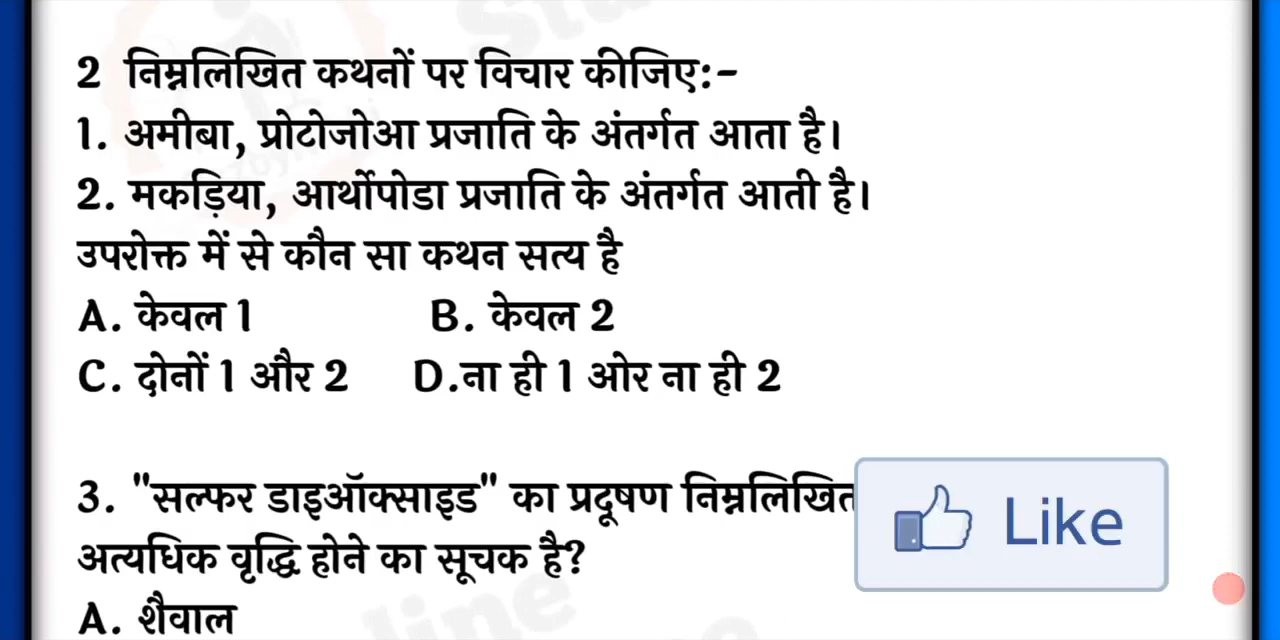 2 निम्नलिखित कथनों पर विचार कीजिए:-
1. अमीबा, प्रोटोजोआ प्रजाति के अंतर्गत आता है।
2. मकड़िया, आर्थोपोडा प्रजाति के अंतर्गत आती है।
उपरोक्त में से कौन सा कथन सत्य है
A. केवल 1 B. केवल 2
C. दोनों 1 और 2 D.ना ही 1 ओर ना ही 2
3. "सल्फर डाइऑक्साइड" का प्रदूषण निम्नलिखित
Like
अत्यधिक वृद्धि होने का सूचक है?
A. शैवाल